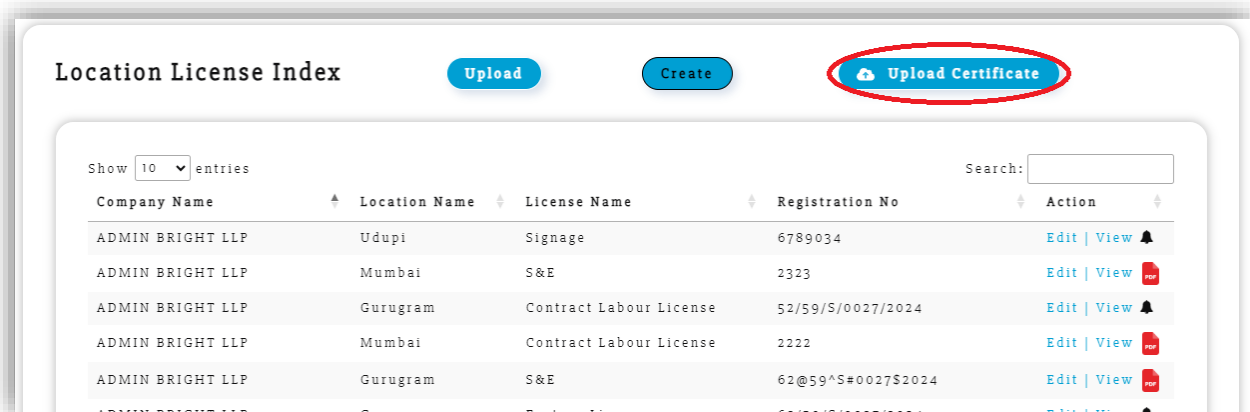 Location License Index Upload Create Upload Certificate
Show 10 entries Search:
Company Name Location Name License Name Registration No Action
ADMIN BRIGHT LLP Udupi Signage 6789034 Edit | View
ADMIN BRIGHT LLP Mumbai S&E 2323 Edit | View PDF
ADMIN BRIGHT LLP Gurugram Contract Labour License 52/59/S/0027/2024 Edit | View
ADMIN BRIGHT LLP Mumbai Contract Labour License 2222 Edit | View PDF
ADMIN BRIGHT LLP Gurugram S&E 62@59^S#0027$2024 Edit | View PDF